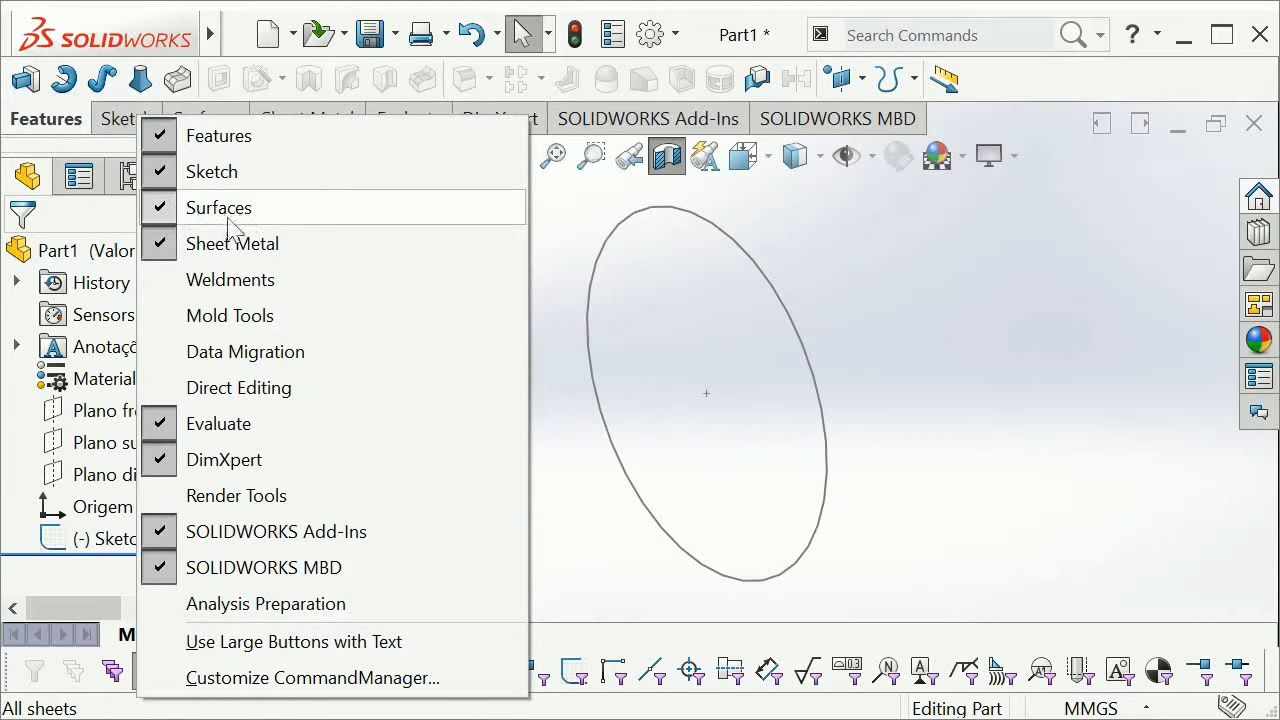 SOLIDWORKS
Part1 *
Search Commands
?
Features
SOLIDWORKS Add-Ins
SOLIDWORKS MBD
Features
Sketch
Surfaces
Sheet Metal
Weldments
Mold Tools
Data Migration
Direct Editing
Evaluate
DimXpert
Render Tools
SOLIDWORKS Add-Ins
SOLIDWORKS MBD
Analysis Preparation
Use Large Buttons with Text
Customize CommandManager...
Part1 (Valor
History
Sensors
Anotaçõ
Material
Plano fr
Plano su
Plano di
Origem
(-) Sketc
M
All sheets
Editing Part
MMGS